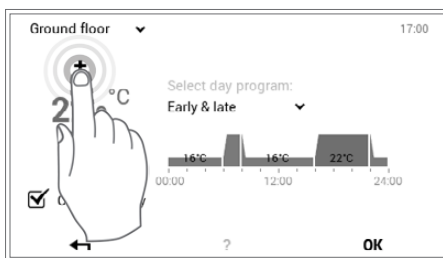 Ground floor
17:00
+
°C
Select day program:
Early & late
16°C 16°C 22°C
00:00 12:00 24:00
?
OK